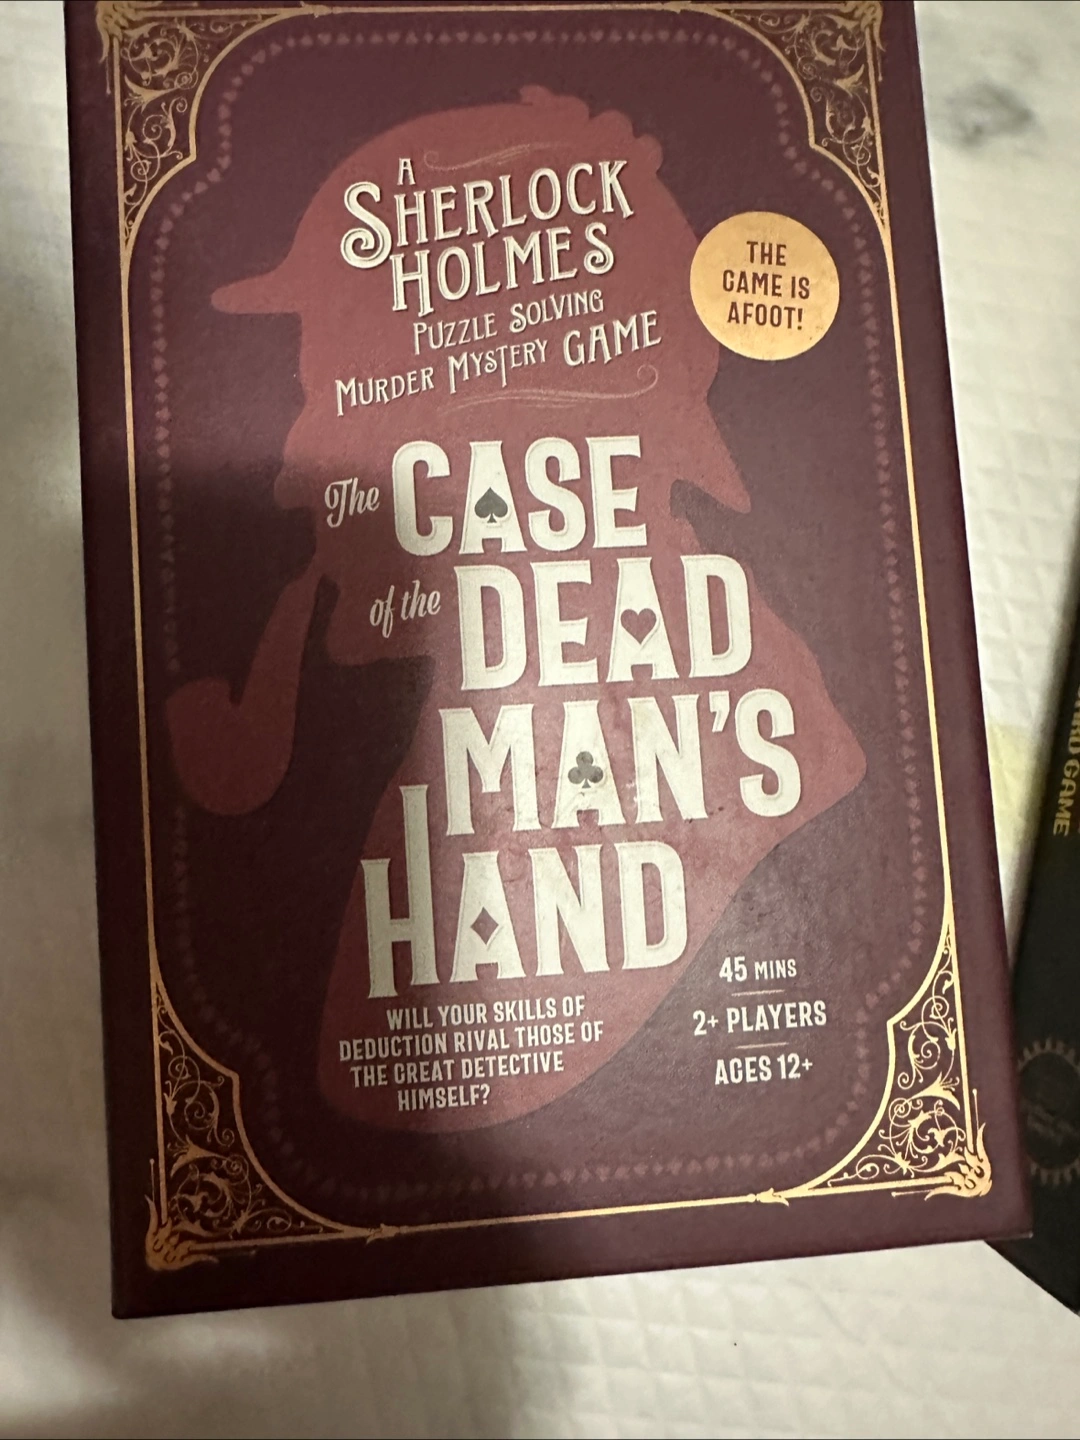 A
SHERLOCK
HOLMES
PUZZLE SOLVING
MURDER MYSTERY GAME
THE
GAME IS
AFOOT!
The CASE
of the DEAD
MAN'S
HAND
WILL YOUR SKILLS OF
DEDUCTION RIVAL THOSE OF
THE GREAT DETECTIVE
HIMSELF?
45 MINS
2+ PLAYERS
AGES 12+
GAME